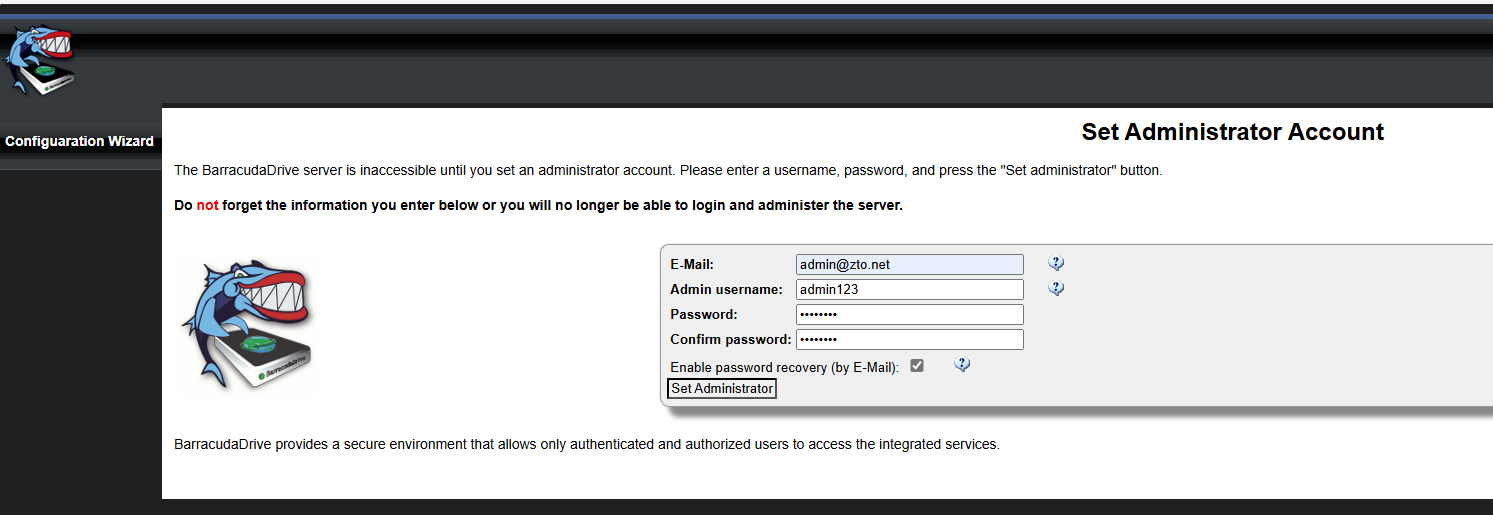 Configuaration Wizard
Set Administrator Account
The BarracudaDrive server is inaccessible until you set an administrator account. Please enter a username, password, and press the "Set administrator" button.
Do not forget the information you enter below or you will no longer be able to login and administer the server.
E-Mail: admin@zto.net
Admin username: admin123
Password: ••••••••
Confirm password: ••••••••
Enable password recovery (by E-Mail):
Set Administrator
BarracudaDrive
BarracudaDrive provides a secure environment that allows only authenticated and authorized users to access the integrated services.